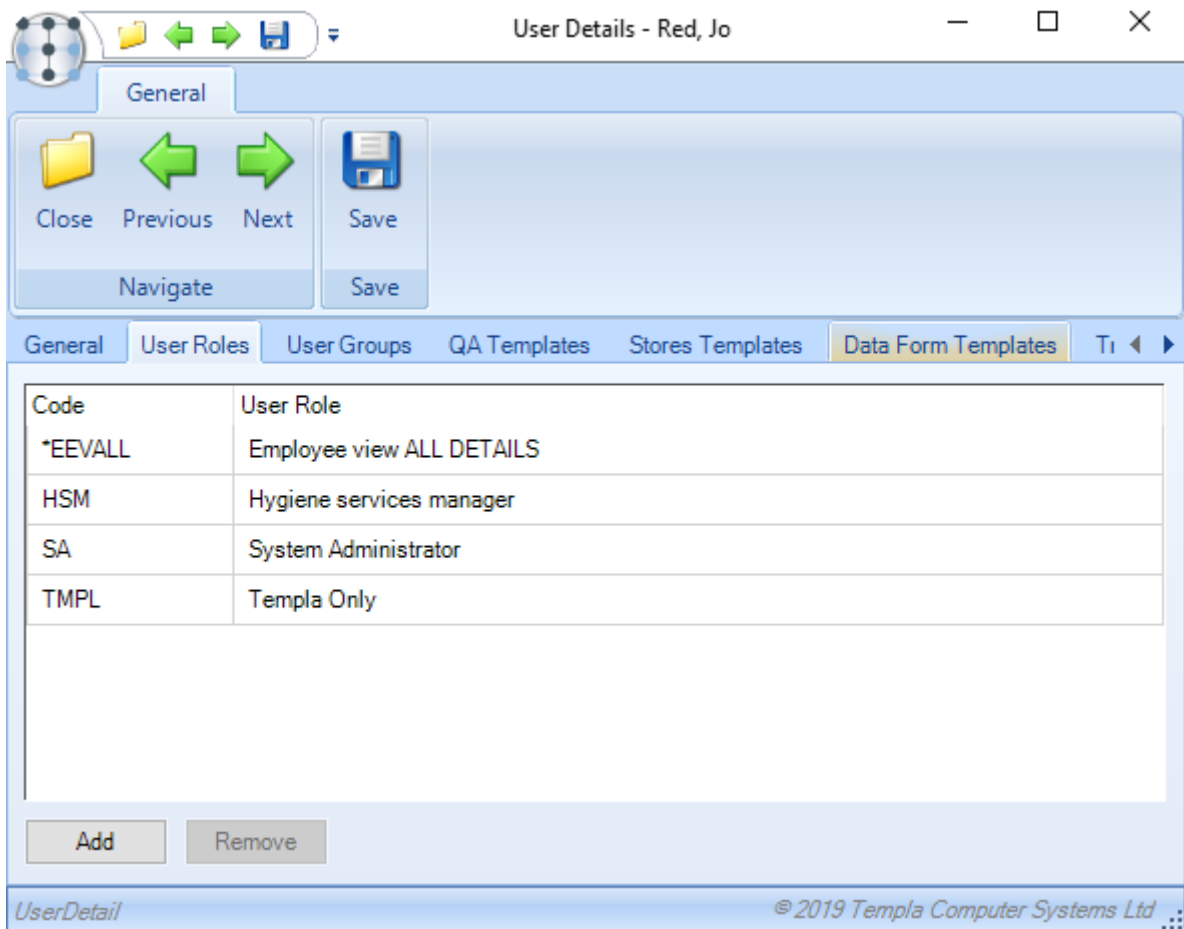 User Details - Red, Jo
General
Close Previous Next Save
Navigate Save
General User Roles User Groups QA Templates Stores Templates Data Form Templates
Code User Role
*EEVALL Employee view ALL DETAILS
HSM Hygiene services manager
SA System Administrator
TMPL Templa Only
Add Remove
UserDetail © 2019 Templa Computer Systems Ltd